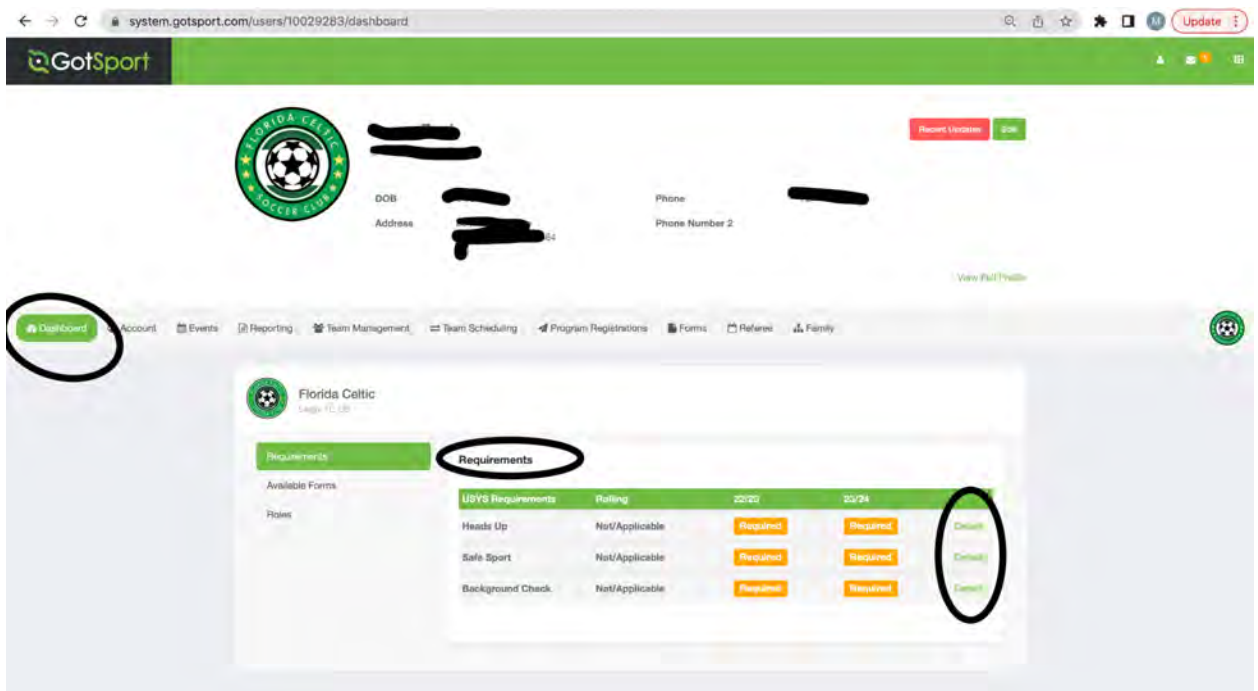 system.gotsport.com/users/10029283/dashboard
M
Update
GotSport
FLORIDA CELTIC
SOCCER CLUB
Recent Updates Edit
DOB Phone
Address Phone Number 2
View Full Profile
Dashboard Account Events Reporting Team Management Team Scheduling Program Registrations Forms Referee Family
Florida Celtic
Requirements
Available Forms
Roles
Requirements
USYS Requirements Rolling 22/23 23/24
Heads Up Not/Applicable Required Required Details
Safe Sport Not/Applicable Required Required Details
Background Check Not/Applicable Required Required Details